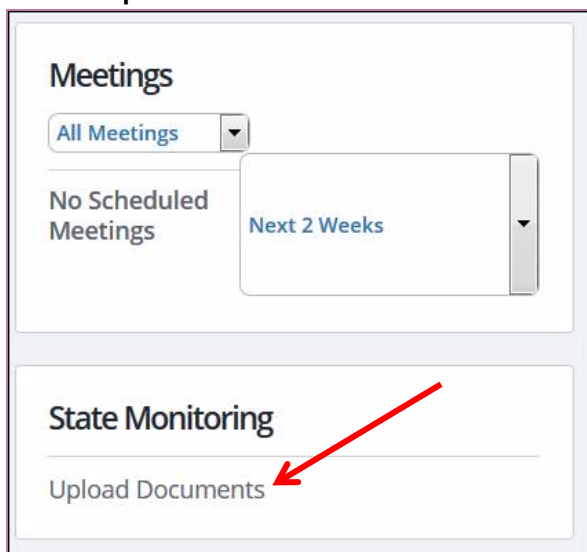 Meetings
All Meetings
No Scheduled
Meetings
Next 2 Weeks
State Monitoring
Upload Documents